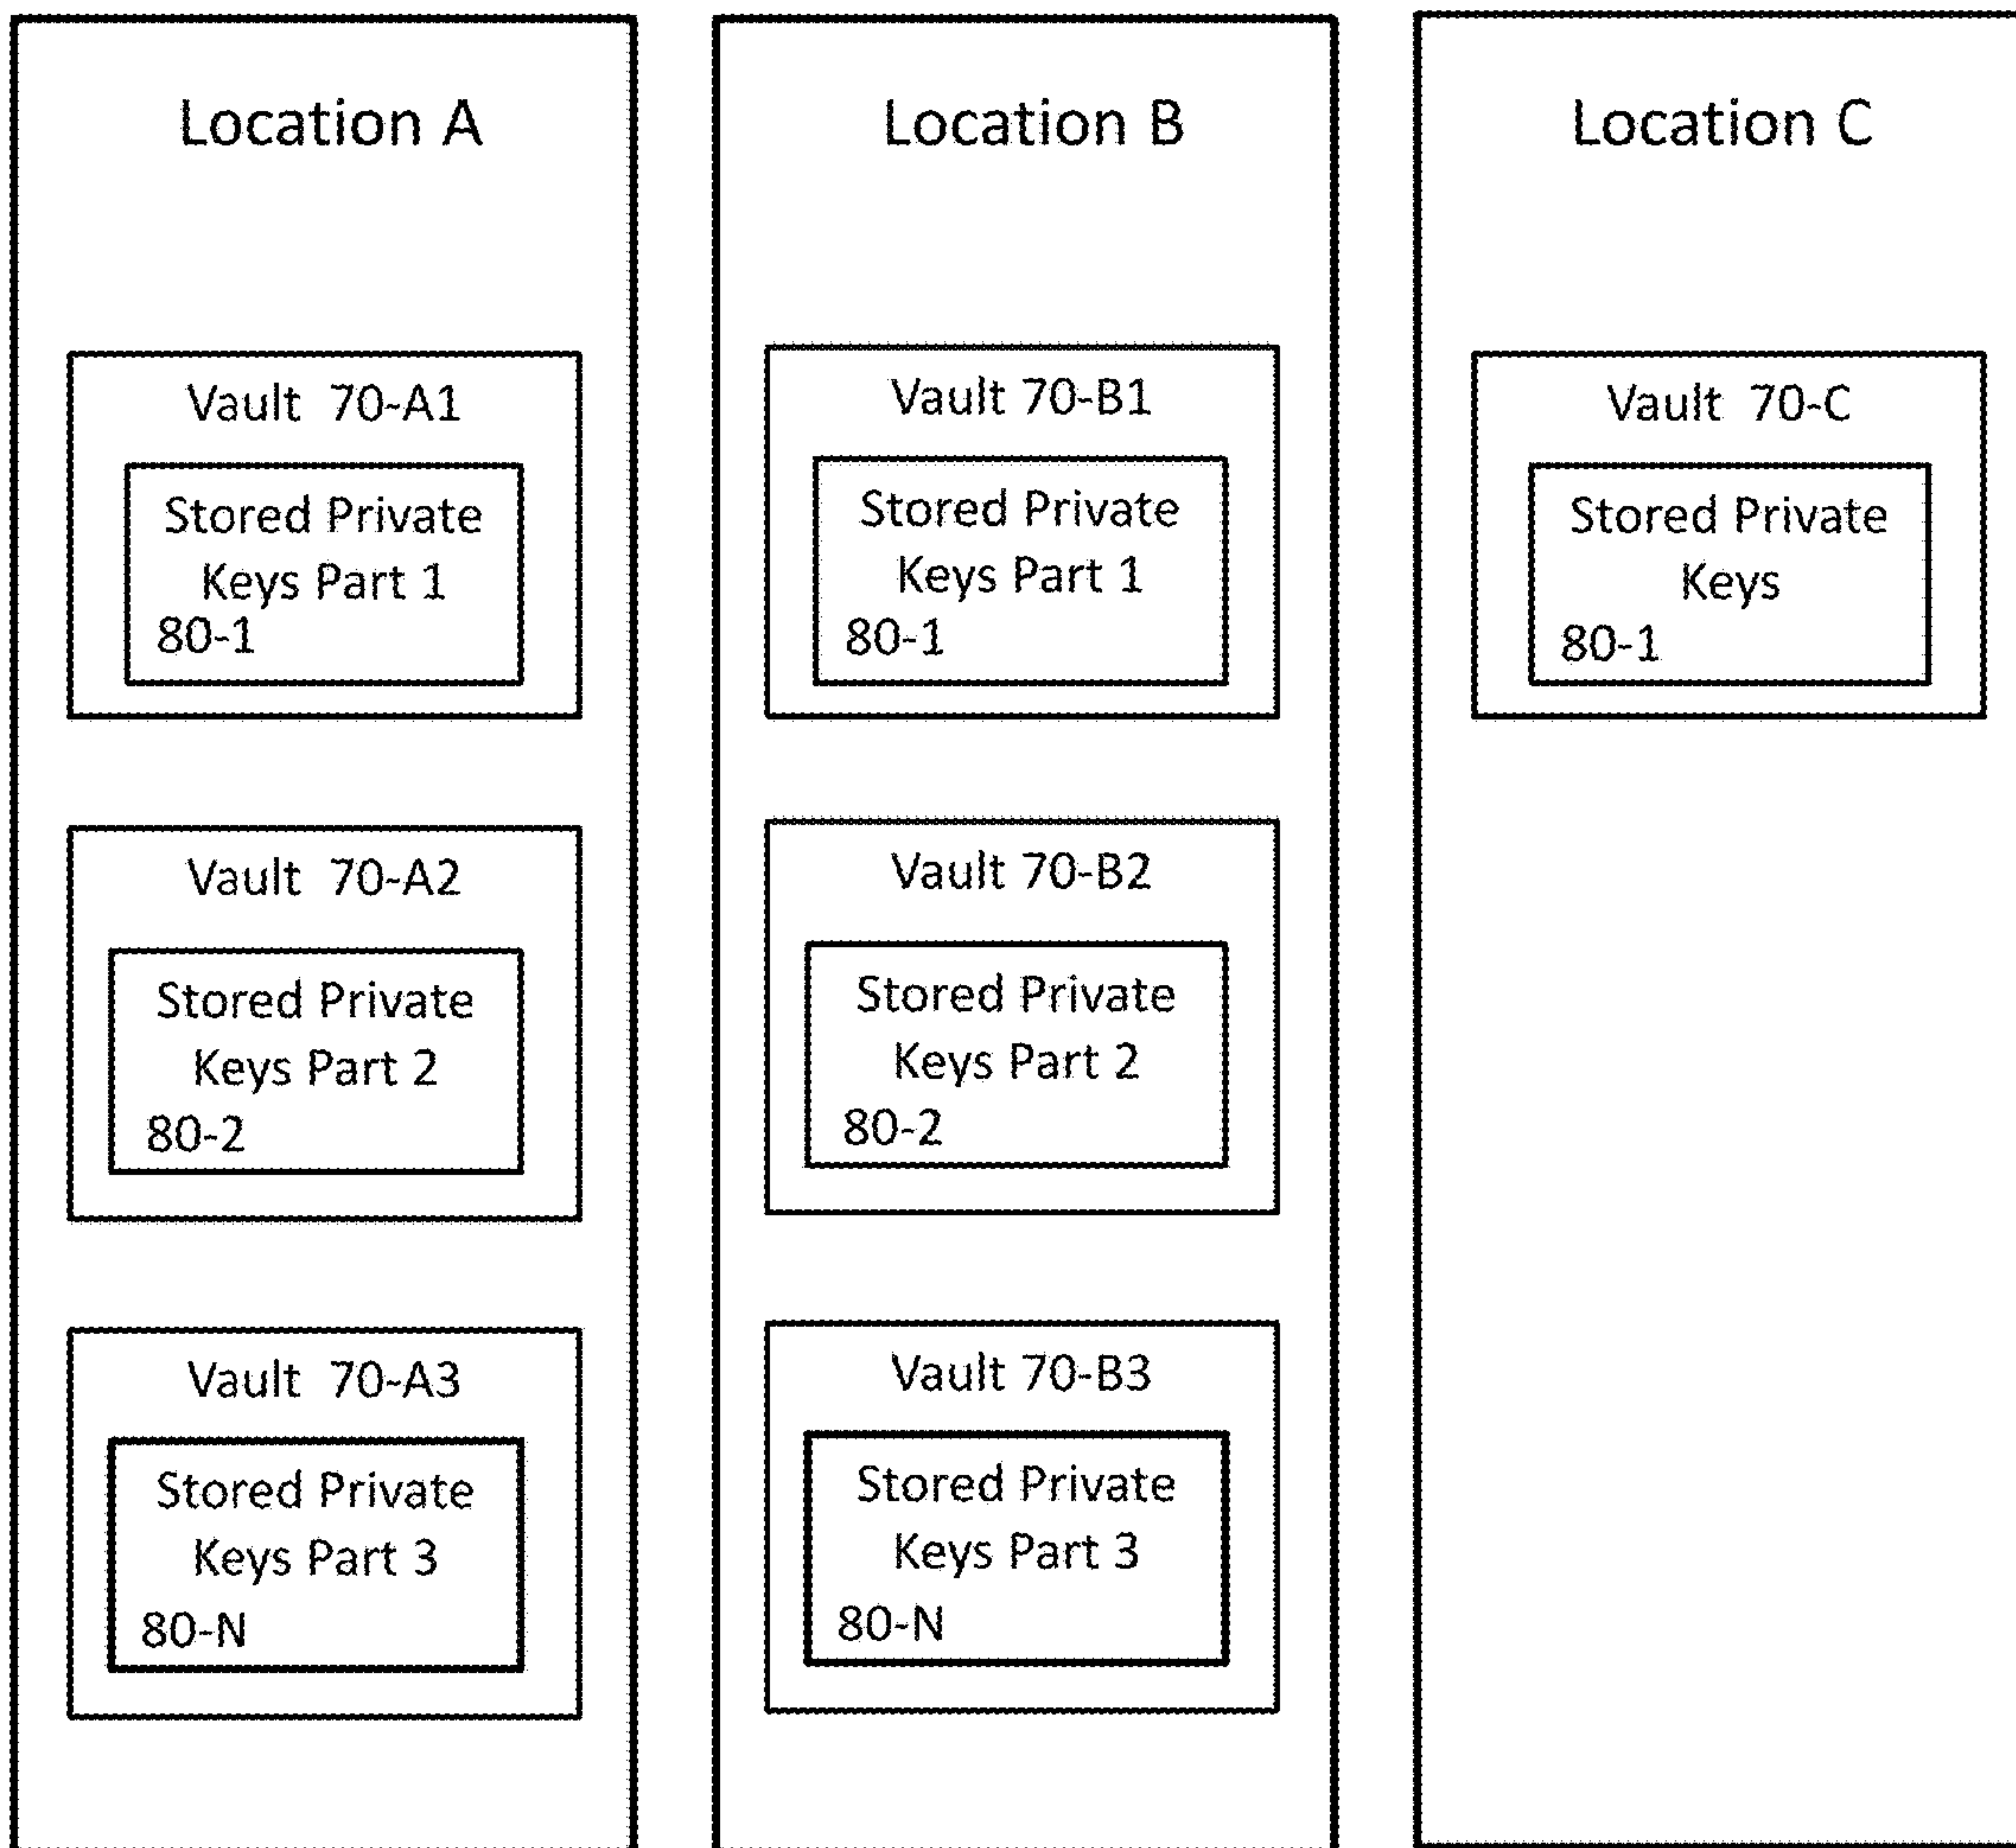 Location A
Vault 70-A1
Stored Private
Keys Part 1
80-1
Vault 70-A2
Stored Private
Keys Part 2
80-2
Vault 70-A3
Stored Private
Keys Part 3
80-N
Location B
Vault 70-B1
Stored Private
Keys Part 1
80-1
Vault 70-B2
Stored Private
Keys Part 2
80-2
Vault 70-B3
Stored Private
Keys Part 3
80-N
Location C
Vault 70-C
Stored Private
Keys
80-1